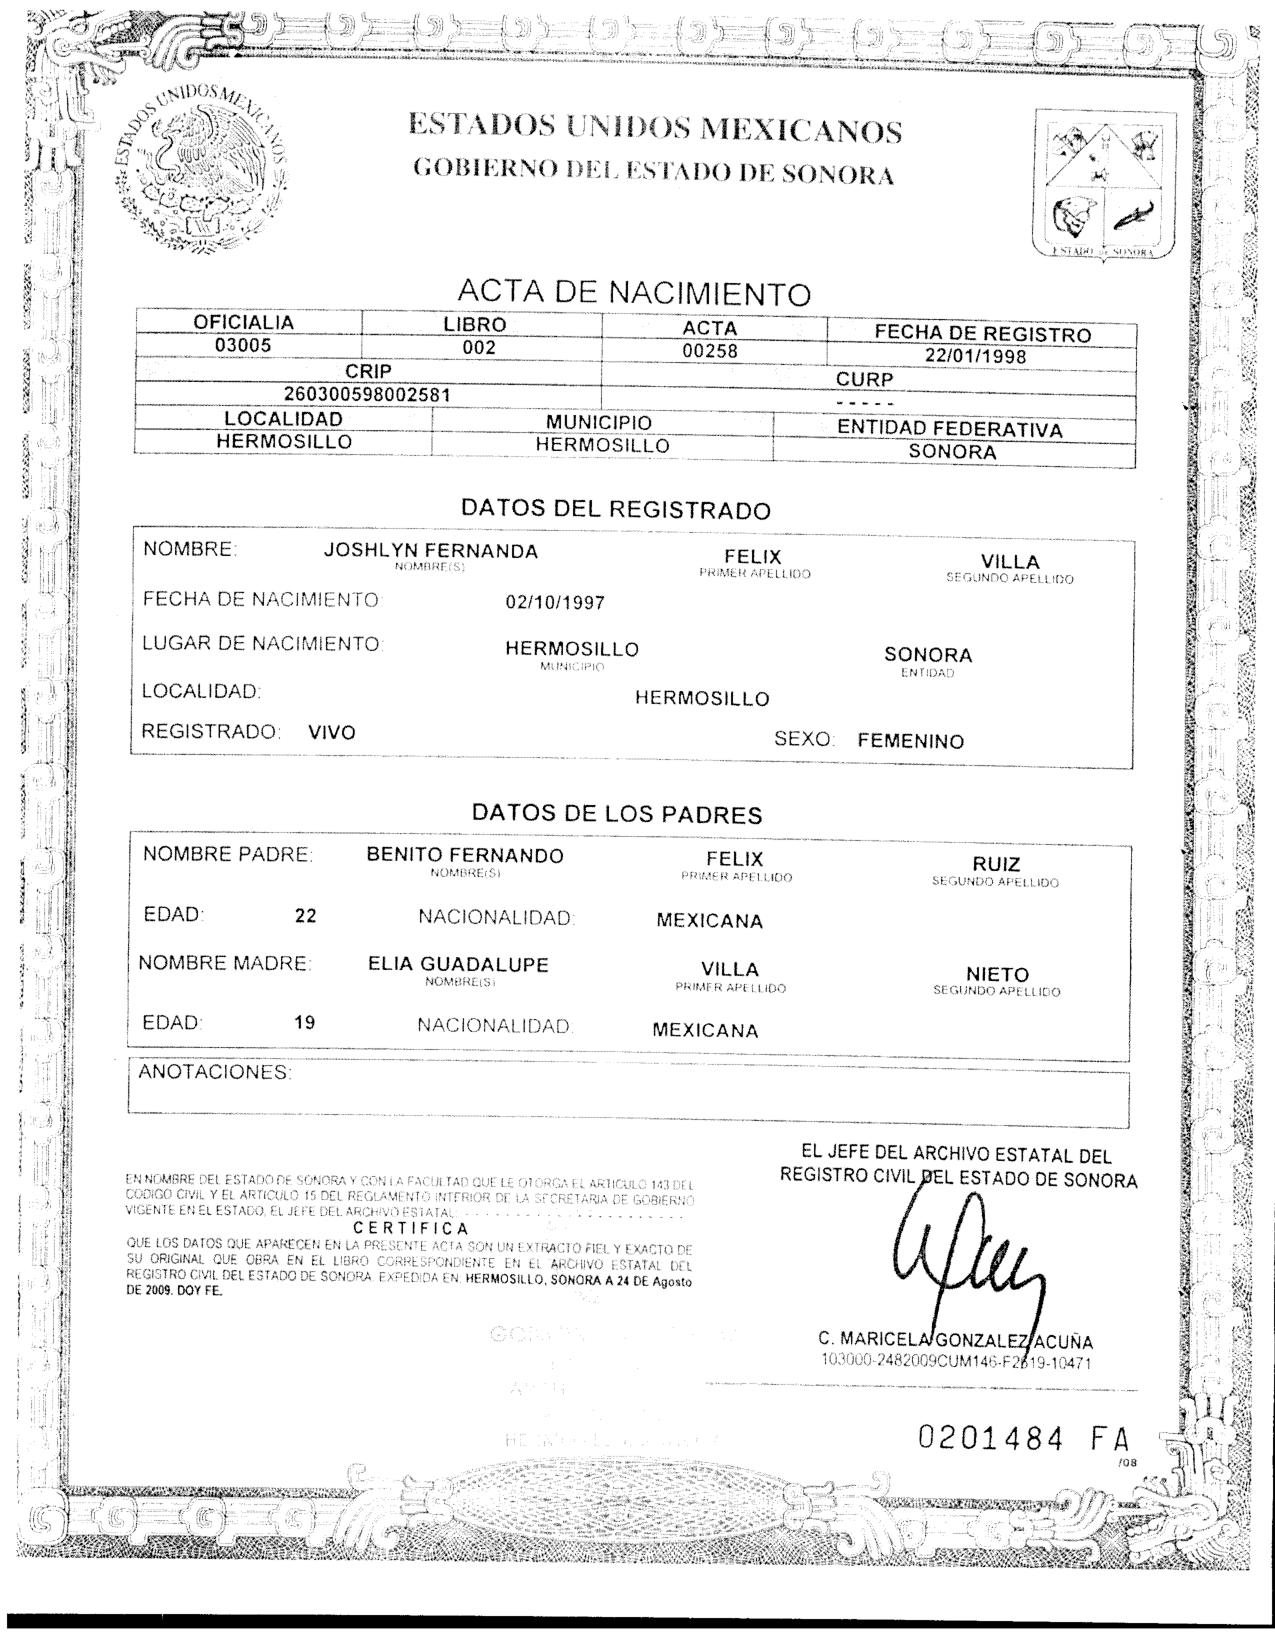 ESTADOS UNIDOS MEXICANOS
ESTADOS UNIDOS MEXICANOS
GOBIERNO DEL ESTADO DE SONORA
ESTADO DE SONORA
ACTA DE NACIMIENTO
OFICIALIA LIBRO ACTA FECHA DE REGISTRO
03005 002 00258 22/01/1998
CRIP CURP
260300598002581 - - - - -
LOCALIDAD MUNICIPIO ENTIDAD FEDERATIVA
HERMOSILLO HERMOSILLO SONORA
DATOS DEL REGISTRADO
NOMBRE: JOSHLYN FERNANDA FELIX VILLA
NOMBRE(S) PRIMER APELLIDO SEGUNDO APELLIDO
FECHA DE NACIMIENTO 02/10/1997
LUGAR DE NACIMIENTO: HERMOSILLO SONORA
MUNICIPIO ENTIDAD
LOCALIDAD: HERMOSILLO
REGISTRADO: VIVO SEXO: FEMENINO
DATOS DE LOS PADRES
NOMBRE PADRE: BENITO FERNANDO FELIX RUIZ
NOMBRE(S) PRIMER APELLIDO SEGUNDO APELLIDO
EDAD: 22 NACIONALIDAD: MEXICANA
NOMBRE MADRE: ELIA GUADALUPE VILLA NIETO
NOMBRE(S) PRIMER APELLIDO SEGUNDO APELLIDO
EDAD: 19 NACIONALIDAD MEXICANA
ANOTACIONES:
EN NOMBRE DEL ESTADO DE SONORA Y CON LA FACULTAD QUE LE OTORGA EL ARTICULO 143 DEL
CODIGO CIVIL Y EL ARTICULO 15 DEL REGLAMENTO INTERIOR DE LA SECRETARIA DE GOBIERNO
VIGENTE EN EL ESTADO, EL JEFE DEL ARCHIVO ESTATAL
CERTIFICA
QUE LOS DATOS QUE APARECEN EN LA PRESENTE ACTA SON UN EXTRACTO FIEL Y EXACTO DE
SU ORIGINAL QUE OBRA EN EL LIBRO CORRESPONDIENTE EN EL ARCHIVO ESTATAL DEL
REGISTRO CIVIL DEL ESTADO DE SONORA. EXPEDIDA EN: HERMOSILLO, SONORA A 24 DE Agosto
DE 2009. DOY FE.
EL JEFE DEL ARCHIVO ESTATAL DEL
REGISTRO CIVIL DEL ESTADO DE SONORA
C. MARICELA GONZALEZ ACUÑA
103000-2482009CUM146-F2619-10471
0201484 FA
/08